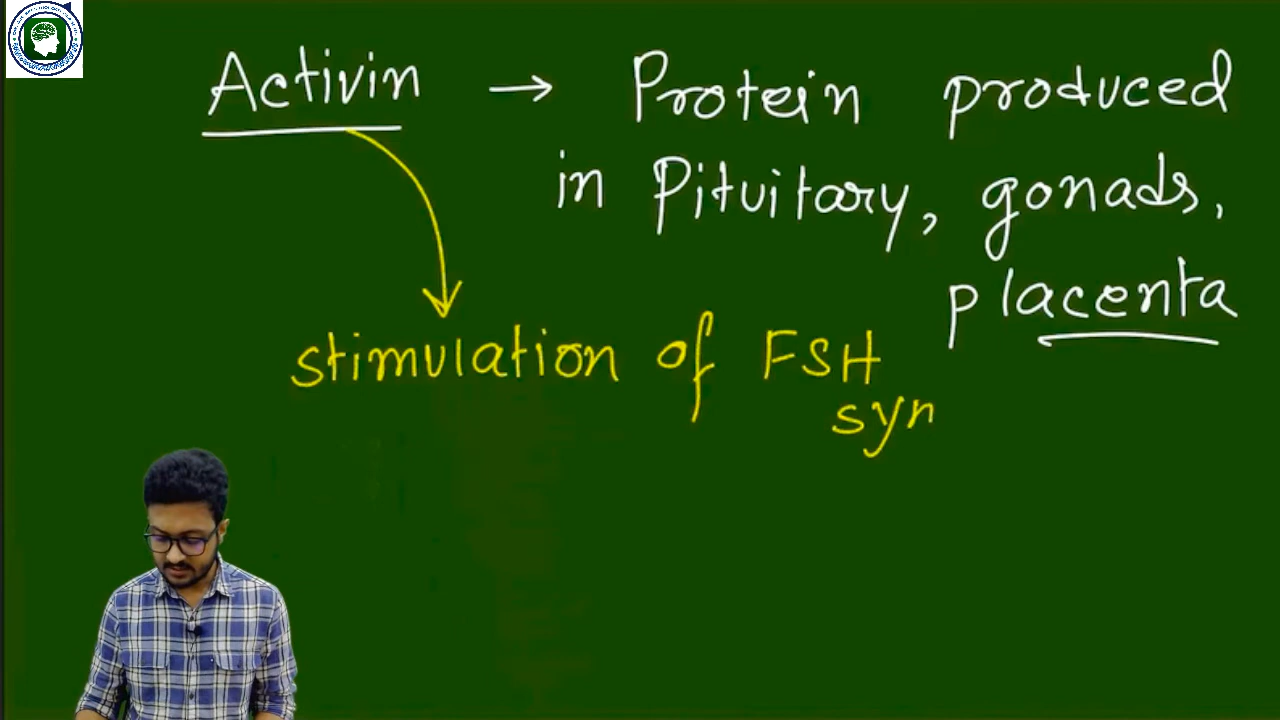 Activin → Protein produced
in Pituitary, gonads,
placenta
stimulation of FSH
syn